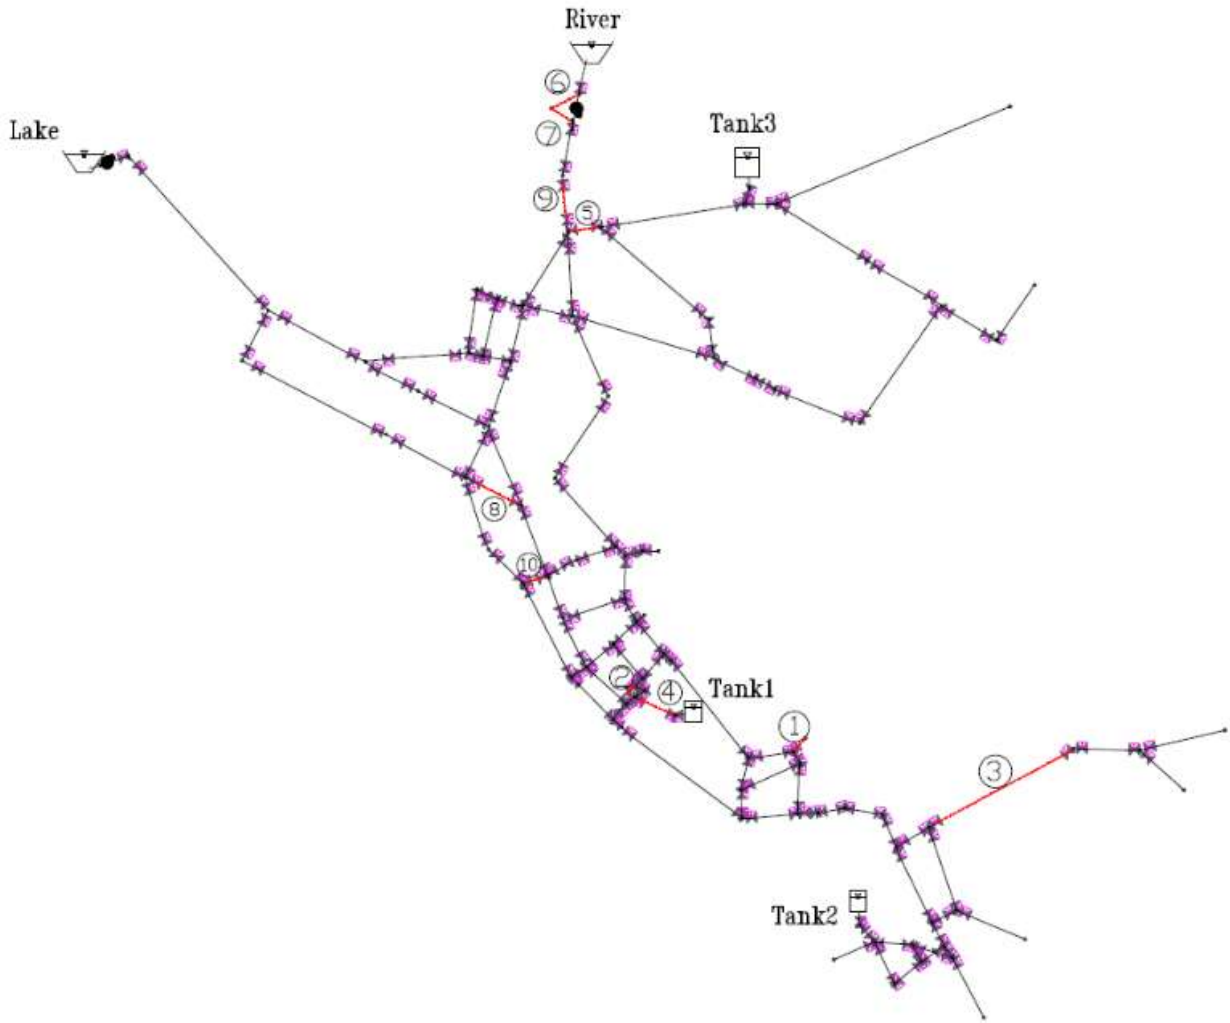 River
⑥
Lake
Tank3
⑦
⑨
⑤
⑧
⑩
②
④
Tank1
①
③
Tank2